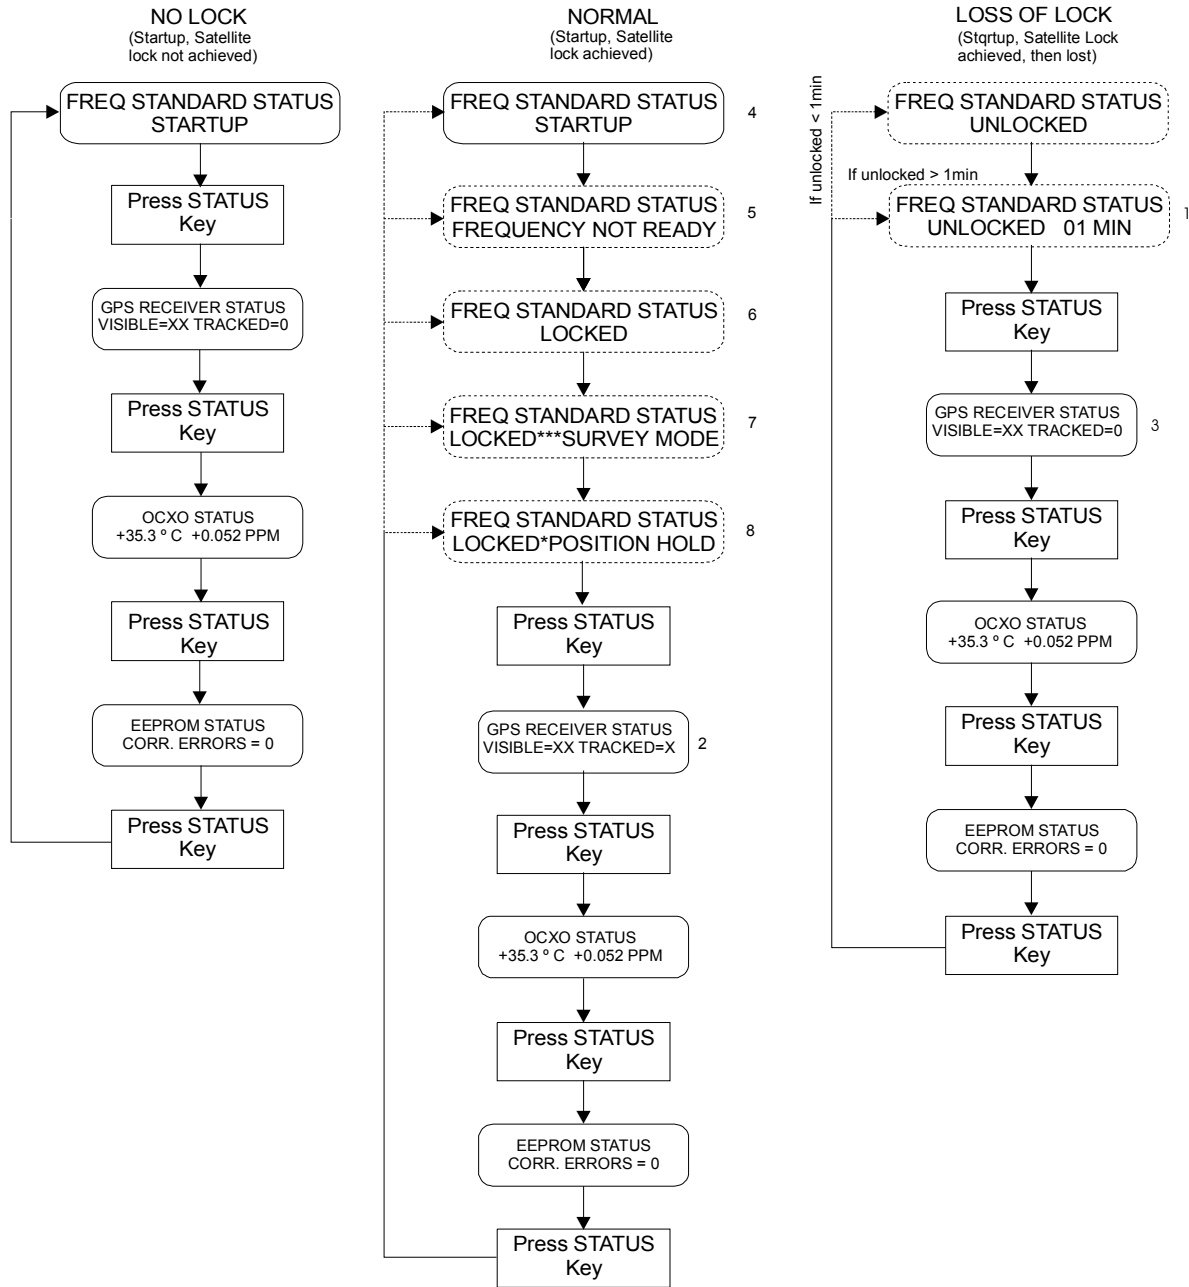 NO LOCK
(Startup, Satellite
lock not achieved)
FREQ STANDARD STATUS
STARTUP
Press STATUS
Key
GPS RECEIVER STATUS
VISIBLE=XX TRACKED=0
Press STATUS
Key
OCXO STATUS
+35.3 º C +0.052 PPM
Press STATUS
Key
EEPROM STATUS
CORR. ERRORS = 0
Press STATUS
Key
NORMAL
(Startup, Satellite
lock achieved)
FREQ STANDARD STATUS
STARTUP
4
FREQ STANDARD STATUS
FREQUENCY NOT READY
5
FREQ STANDARD STATUS
LOCKED
6
FREQ STANDARD STATUS
LOCKED***SURVEY MODE
7
FREQ STANDARD STATUS
LOCKED*POSITION HOLD
8
Press STATUS
Key
GPS RECEIVER STATUS
VISIBLE=XX TRACKED=X
2
Press STATUS
Key
OCXO STATUS
+35.3 º C +0.052 PPM
Press STATUS
Key
EEPROM STATUS
CORR. ERRORS = 0
Press STATUS
Key
LOSS OF LOCK
(Stqrtup, Satellite Lock
achieved, then lost)
If unlocked < 1min
FREQ STANDARD STATUS
UNLOCKED
If unlocked > 1min
FREQ STANDARD STATUS
UNLOCKED 01 MIN
1
Press STATUS
Key
GPS RECEIVER STATUS
VISIBLE=XX TRACKED=0
3
Press STATUS
Key
OCXO STATUS
+35.3 º C +0.052 PPM
Press STATUS
Key
EEPROM STATUS
CORR. ERRORS = 0
Press STATUS
Key